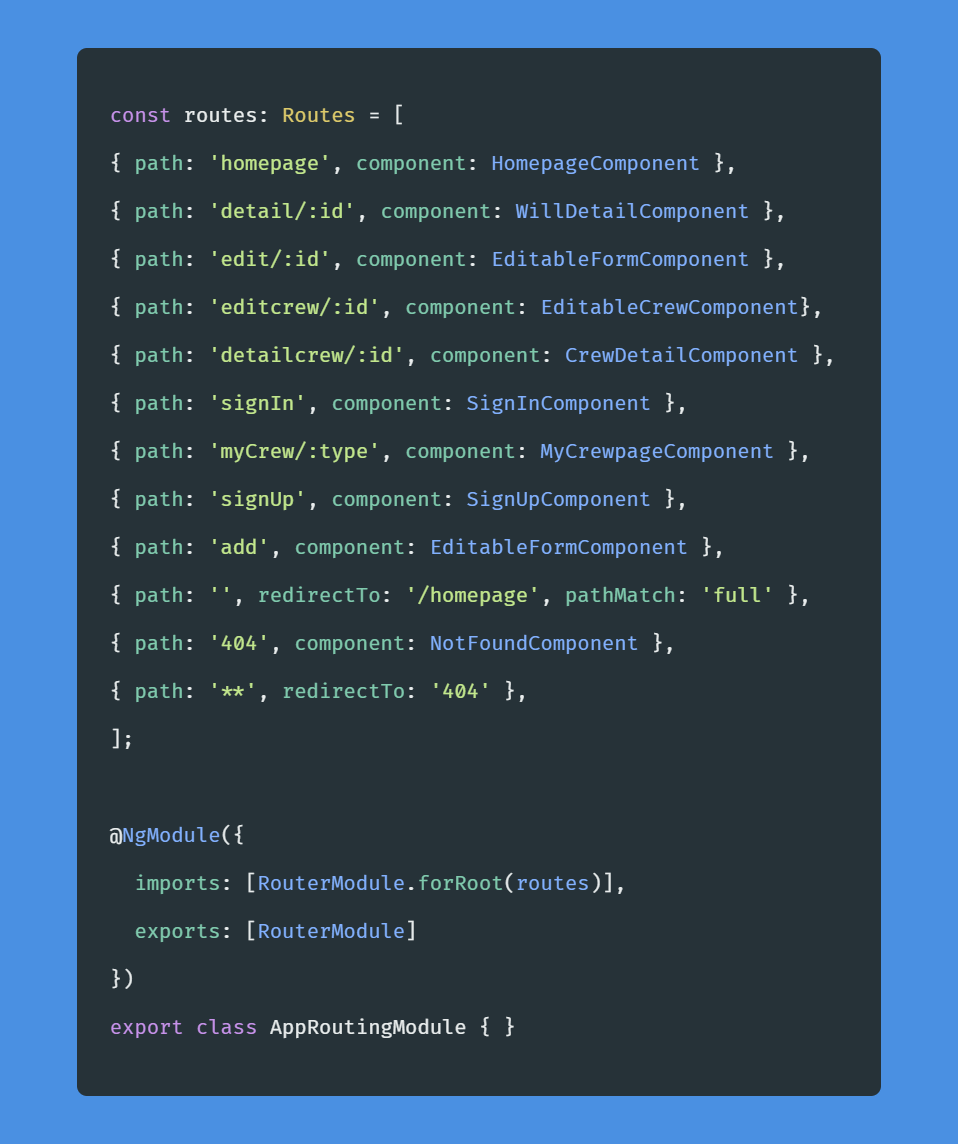 const routes: Routes = [
{ path: 'homepage', component: HomepageComponent },
{ path: 'detail/:id', component: WillDetailComponent },
{ path: 'edit/:id', component: EditableFormComponent },
{ path: 'editcrew/:id', component: EditableCrewComponent},
{ path: 'detailcrew/:id', component: CrewDetailComponent },
{ path: 'signIn', component: SignInComponent },
{ path: 'myCrew/:type', component: MyCrewpageComponent },
{ path: 'signUp', component: SignUpComponent },
{ path: 'add', component: EditableFormComponent },
{ path: '', redirectTo: '/homepage', pathMatch: 'full' },
{ path: '404', component: NotFoundComponent },
{ path: '**', redirectTo: '404' },
];
@NgModule({
  imports: [RouterModule.forRoot(routes)],
  exports: [RouterModule]
})
export class AppRoutingModule { }